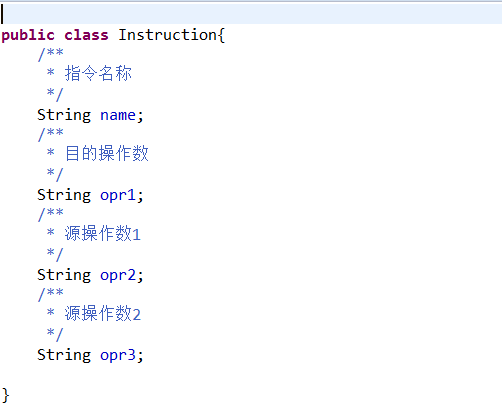 public class Instruction{
/**
* 指令名称
*/
String name;
/**
* 目的操作数
*/
String opr1;
/**
* 源操作数1
*/
String opr2;
/**
* 源操作数2
*/
String opr3;
}